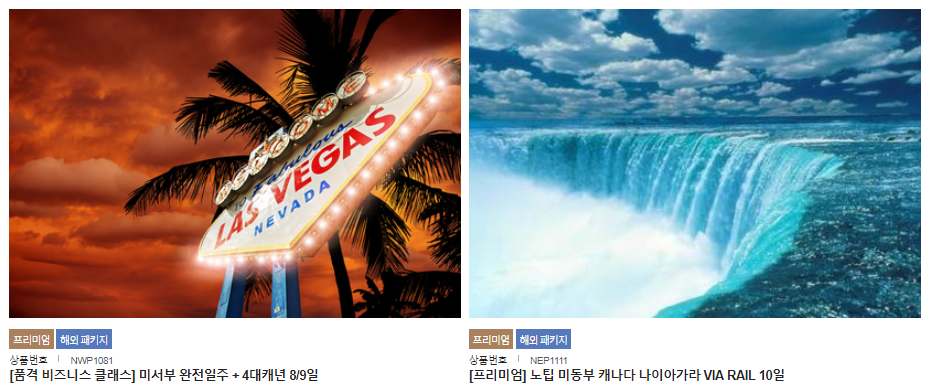 WELCOME
TO
Fabulous
LAS VEGAS
NEVADA
프리미엄 해외 패키지
상품번호 | NWP1081
[품격 비즈니스 클래스] 미서부 완전일주 + 4대캐년 8/9일
프리미엄 해외 패키지
상품번호 | NEP1111
[프리미엄] 노팁 미동부 캐나다 나이아가라 VIA RAIL 10일